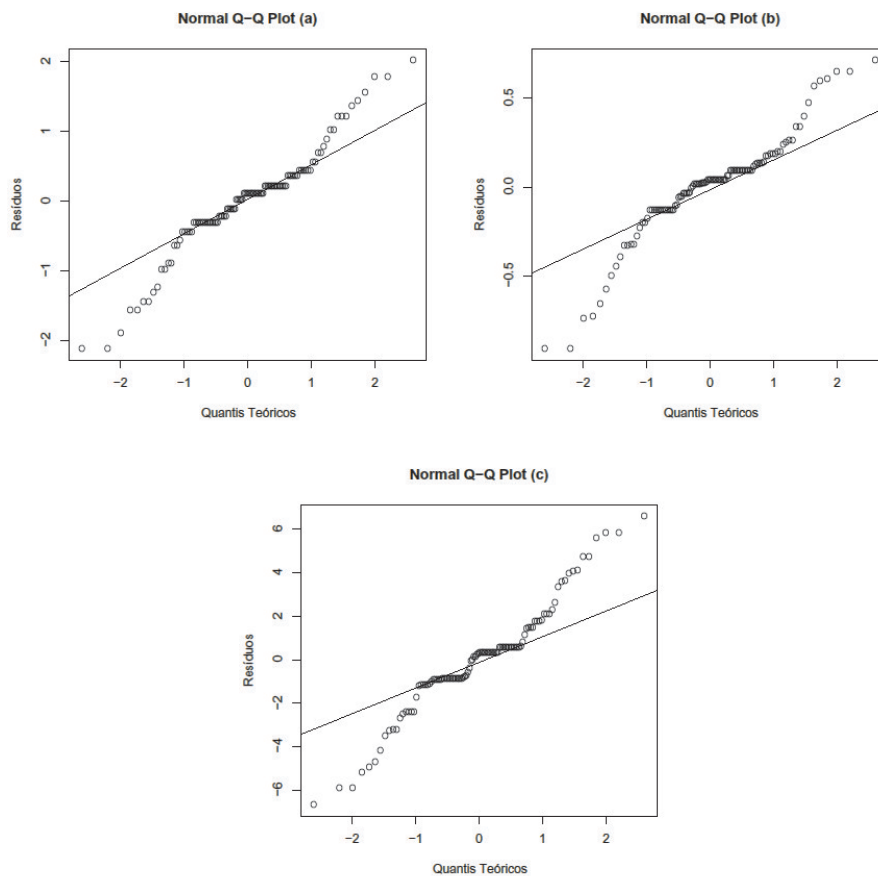 Normal Q−Q Plot (a)
2
1
0
−1
−2
Resíduos
−2 −1 0 1 2
Quantis Teóricos
Normal Q−Q Plot (b)
0.5
0.0
−0.5
Resíduos
−2 −1 0 1 2
Quantis Teóricos
Normal Q−Q Plot (c)
6
4
2
0
−2
−4
−6
Resíduos
−2 −1 0 1 2
Quantis Teóricos